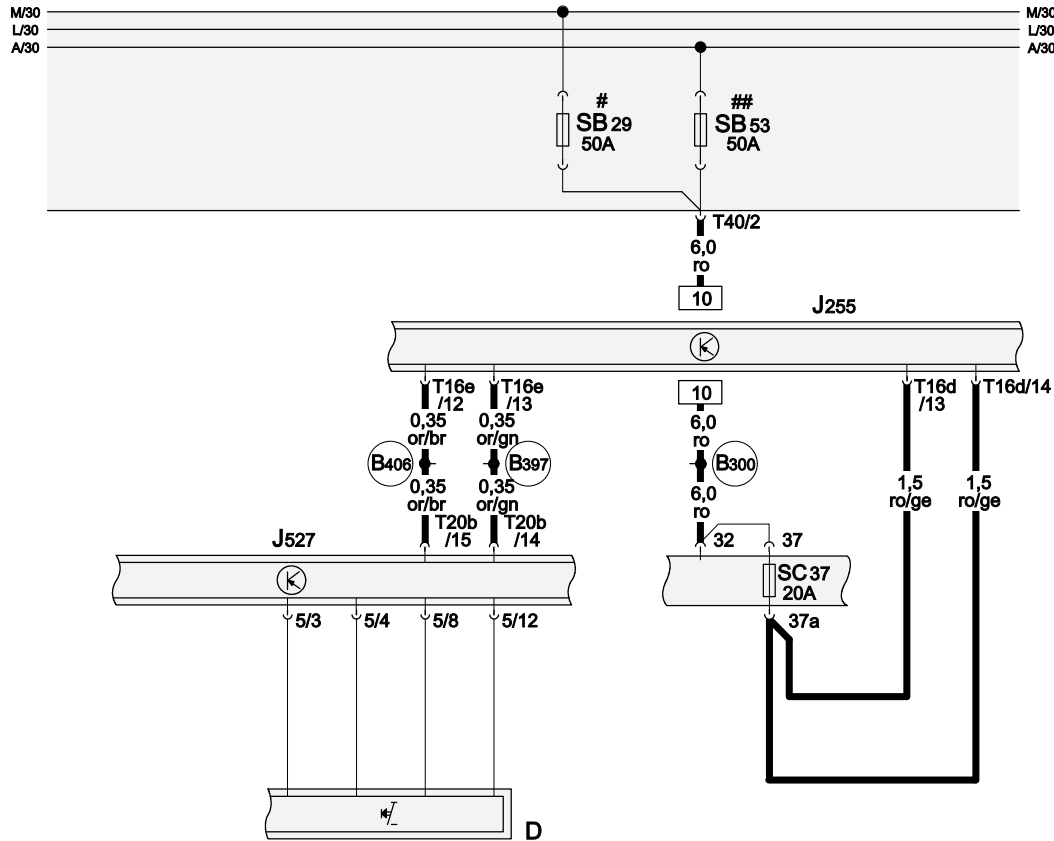 M/30 M/30
L/30 L/30
A/30 A/30
# ##
SB 29 SB 53
50A 50A
T40/2
6,0
ro
10
J255
T16e T16e 10 T16d T16d/14
/12 /13 /13
0,35 0,35 6,0
or/br or/gn ro
B406 B397 B300
0,35 0,35 6,0 1,5 1,5
or/br or/gn ro ro/ge ro/ge
T20b T20b
/15 /14
J527 32 37
SC 37
20A
5/3 5/4 5/8 5/12 37a
D